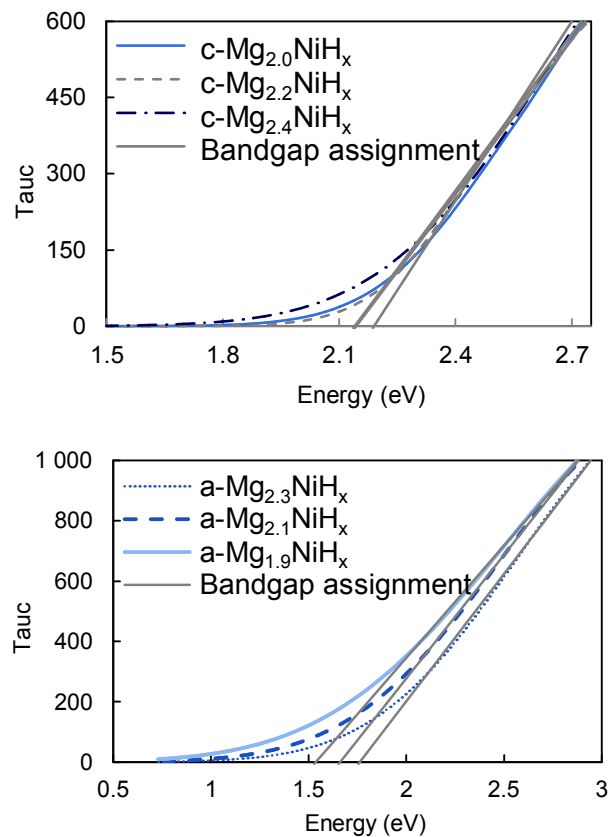 600
450
300
150
0
Tauc
c-Mg2.0NiHx
c-Mg2.2NiHx
c-Mg2.4NiHx
Bandgap assignment
1.5 1.8 2.1 2.4 2.7
Energy (eV)
1 000
800
600
400
200
0
Tauc
a-Mg2.3NiHx
a-Mg2.1NiHx
a-Mg1.9NiHx
Bandgap assignment
0.5 1 1.5 2 2.5 3
Energy (eV)